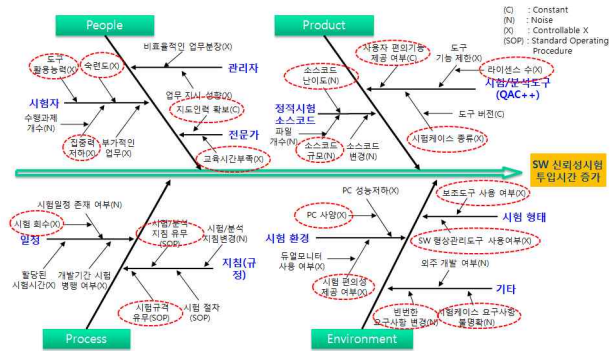 People
Product
(C) : Constant
(N) : Noise
(X) : Controllable X
(SOP) : Standard Operating
Procedure
비효율적인 업무분장(X)
관리자
도구
활용능력(X)
숙련도(X)
업무 지시 성향(X)
지도인력 확보(C)
시험자
수행과제
개수(N)
집중력
저하(X)
부가적인
업무(X)
전문가
교육시간부족(X)
사용자 편의기능
제공 여부(C)
도구
기능 제한(X)
소스코드
난이도(N)
라이센스 수(X)
시험/분석도구
(QAC++)
정적시험
소스코드
파일
개수(N)
소스코드
규모(N)
소스코드
변경(N)
도구 버전(C)
시험케이스 종류(X)
SW 신뢰성시험
투입시간 증가
시험일정 존재 여부(N)
시험 회수(X)
일정
할당된
시험시간(X)
개발기간 시험
병행 여부(X)
시험/분석
지침 유무
(SOP)
시험/분석
지침변경(N)
지침(규
정)
시험규격
유무(SOP)
시험 절차
(SOP)
PC 성능저하(X)
PC 사양(X)
시험 환경
듀얼모니터
사용 여부(X)
시험 편의성
제공 여부(X)
보조도구 사용 여부(X)
시험 형태
SW 형상관리도구 사용여부(X)
외주 개발 여부(N)
기타
빈번한
요구사항 변경(N)
시험케이스 요구사항
불명확(N)
Process
Environment